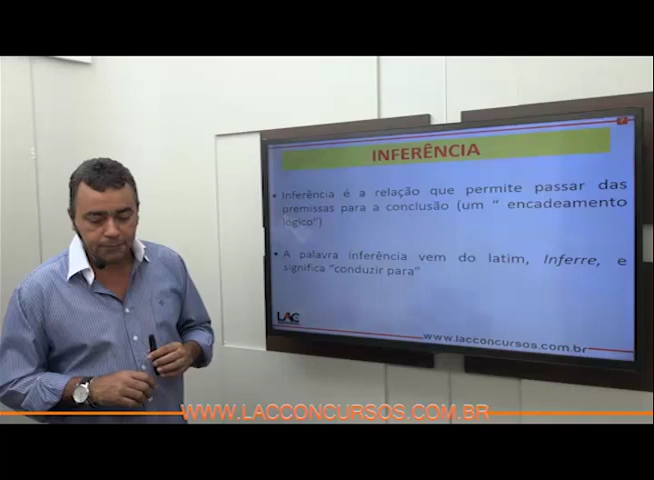 7
INFERÊNCIA
• Inferência é a relação que permite passar das
premissas para a conclusão (um " encadeamento
lógico")
• A palavra inferência vem do latim, Inferre, e
significa "conduzir para"
LAC
www.lacconcursos.com.br
WWW.LACCONCURSOS.COM.BR